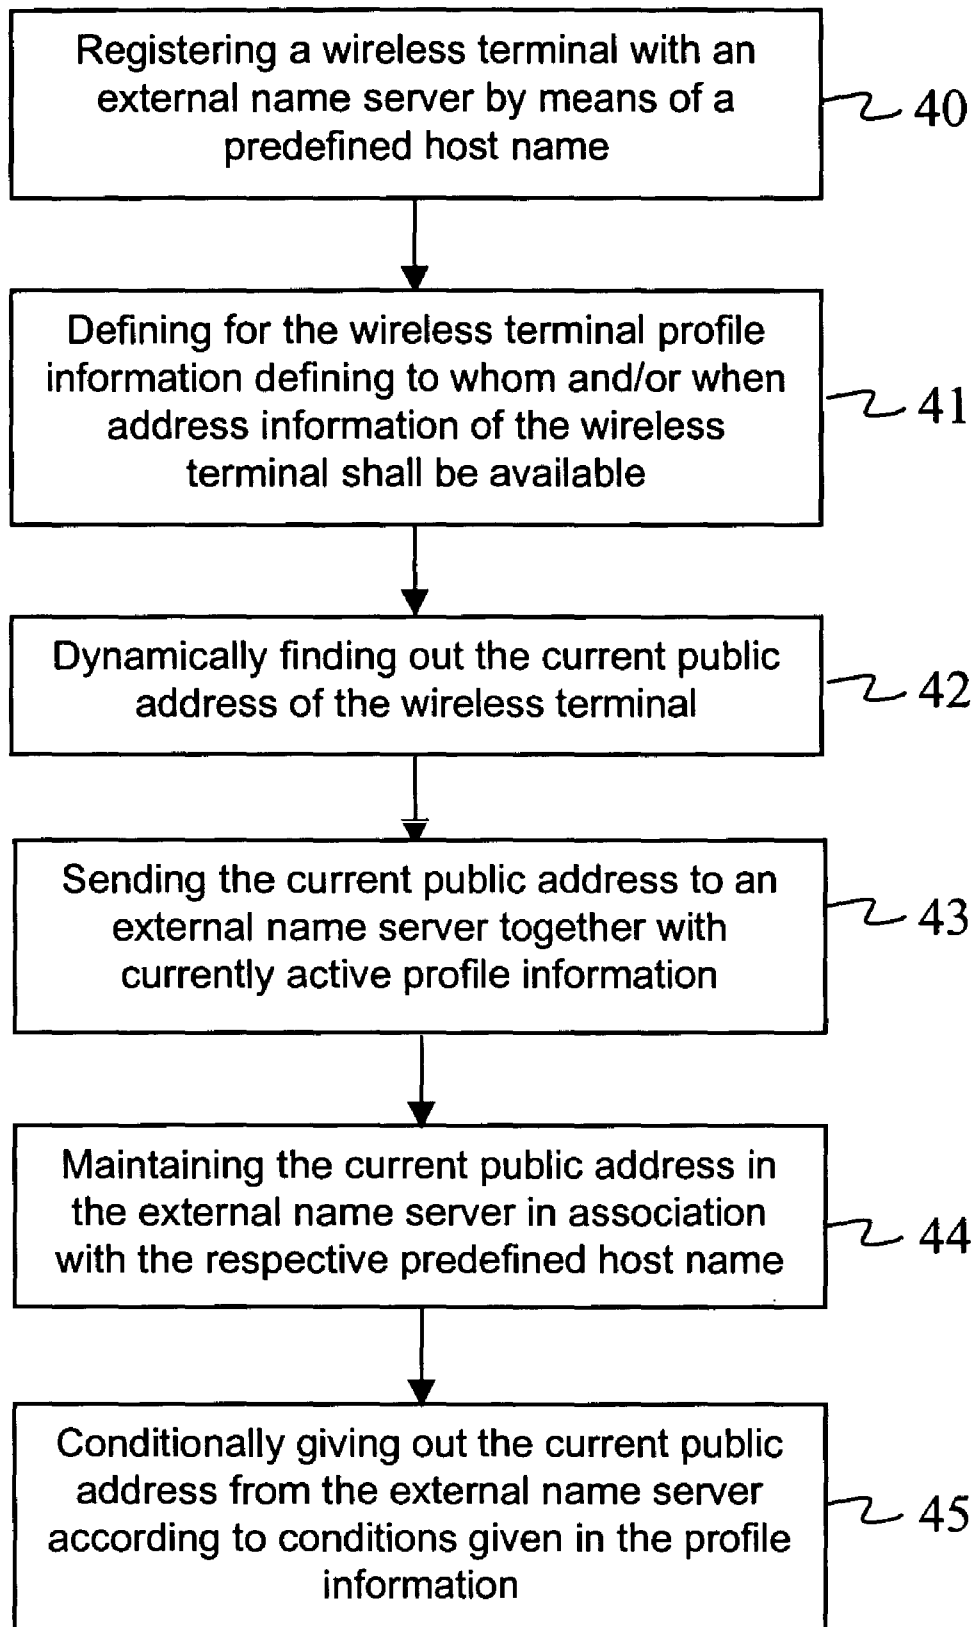 Registering a wireless terminal with an
external name server by means of a
predefined host name
40
Defining for the wireless terminal profile
information defining to whom and/or when
address information of the wireless
terminal shall be available
41
Dynamically finding out the current public
address of the wireless terminal
42
Sending the current public address to an
external name server together with
currently active profile information
43
Maintaining the current public address in
the external name server in association
with the respective predefined host name
44
Conditionally giving out the current public
address from the external name server
according to conditions given in the profile
information
45